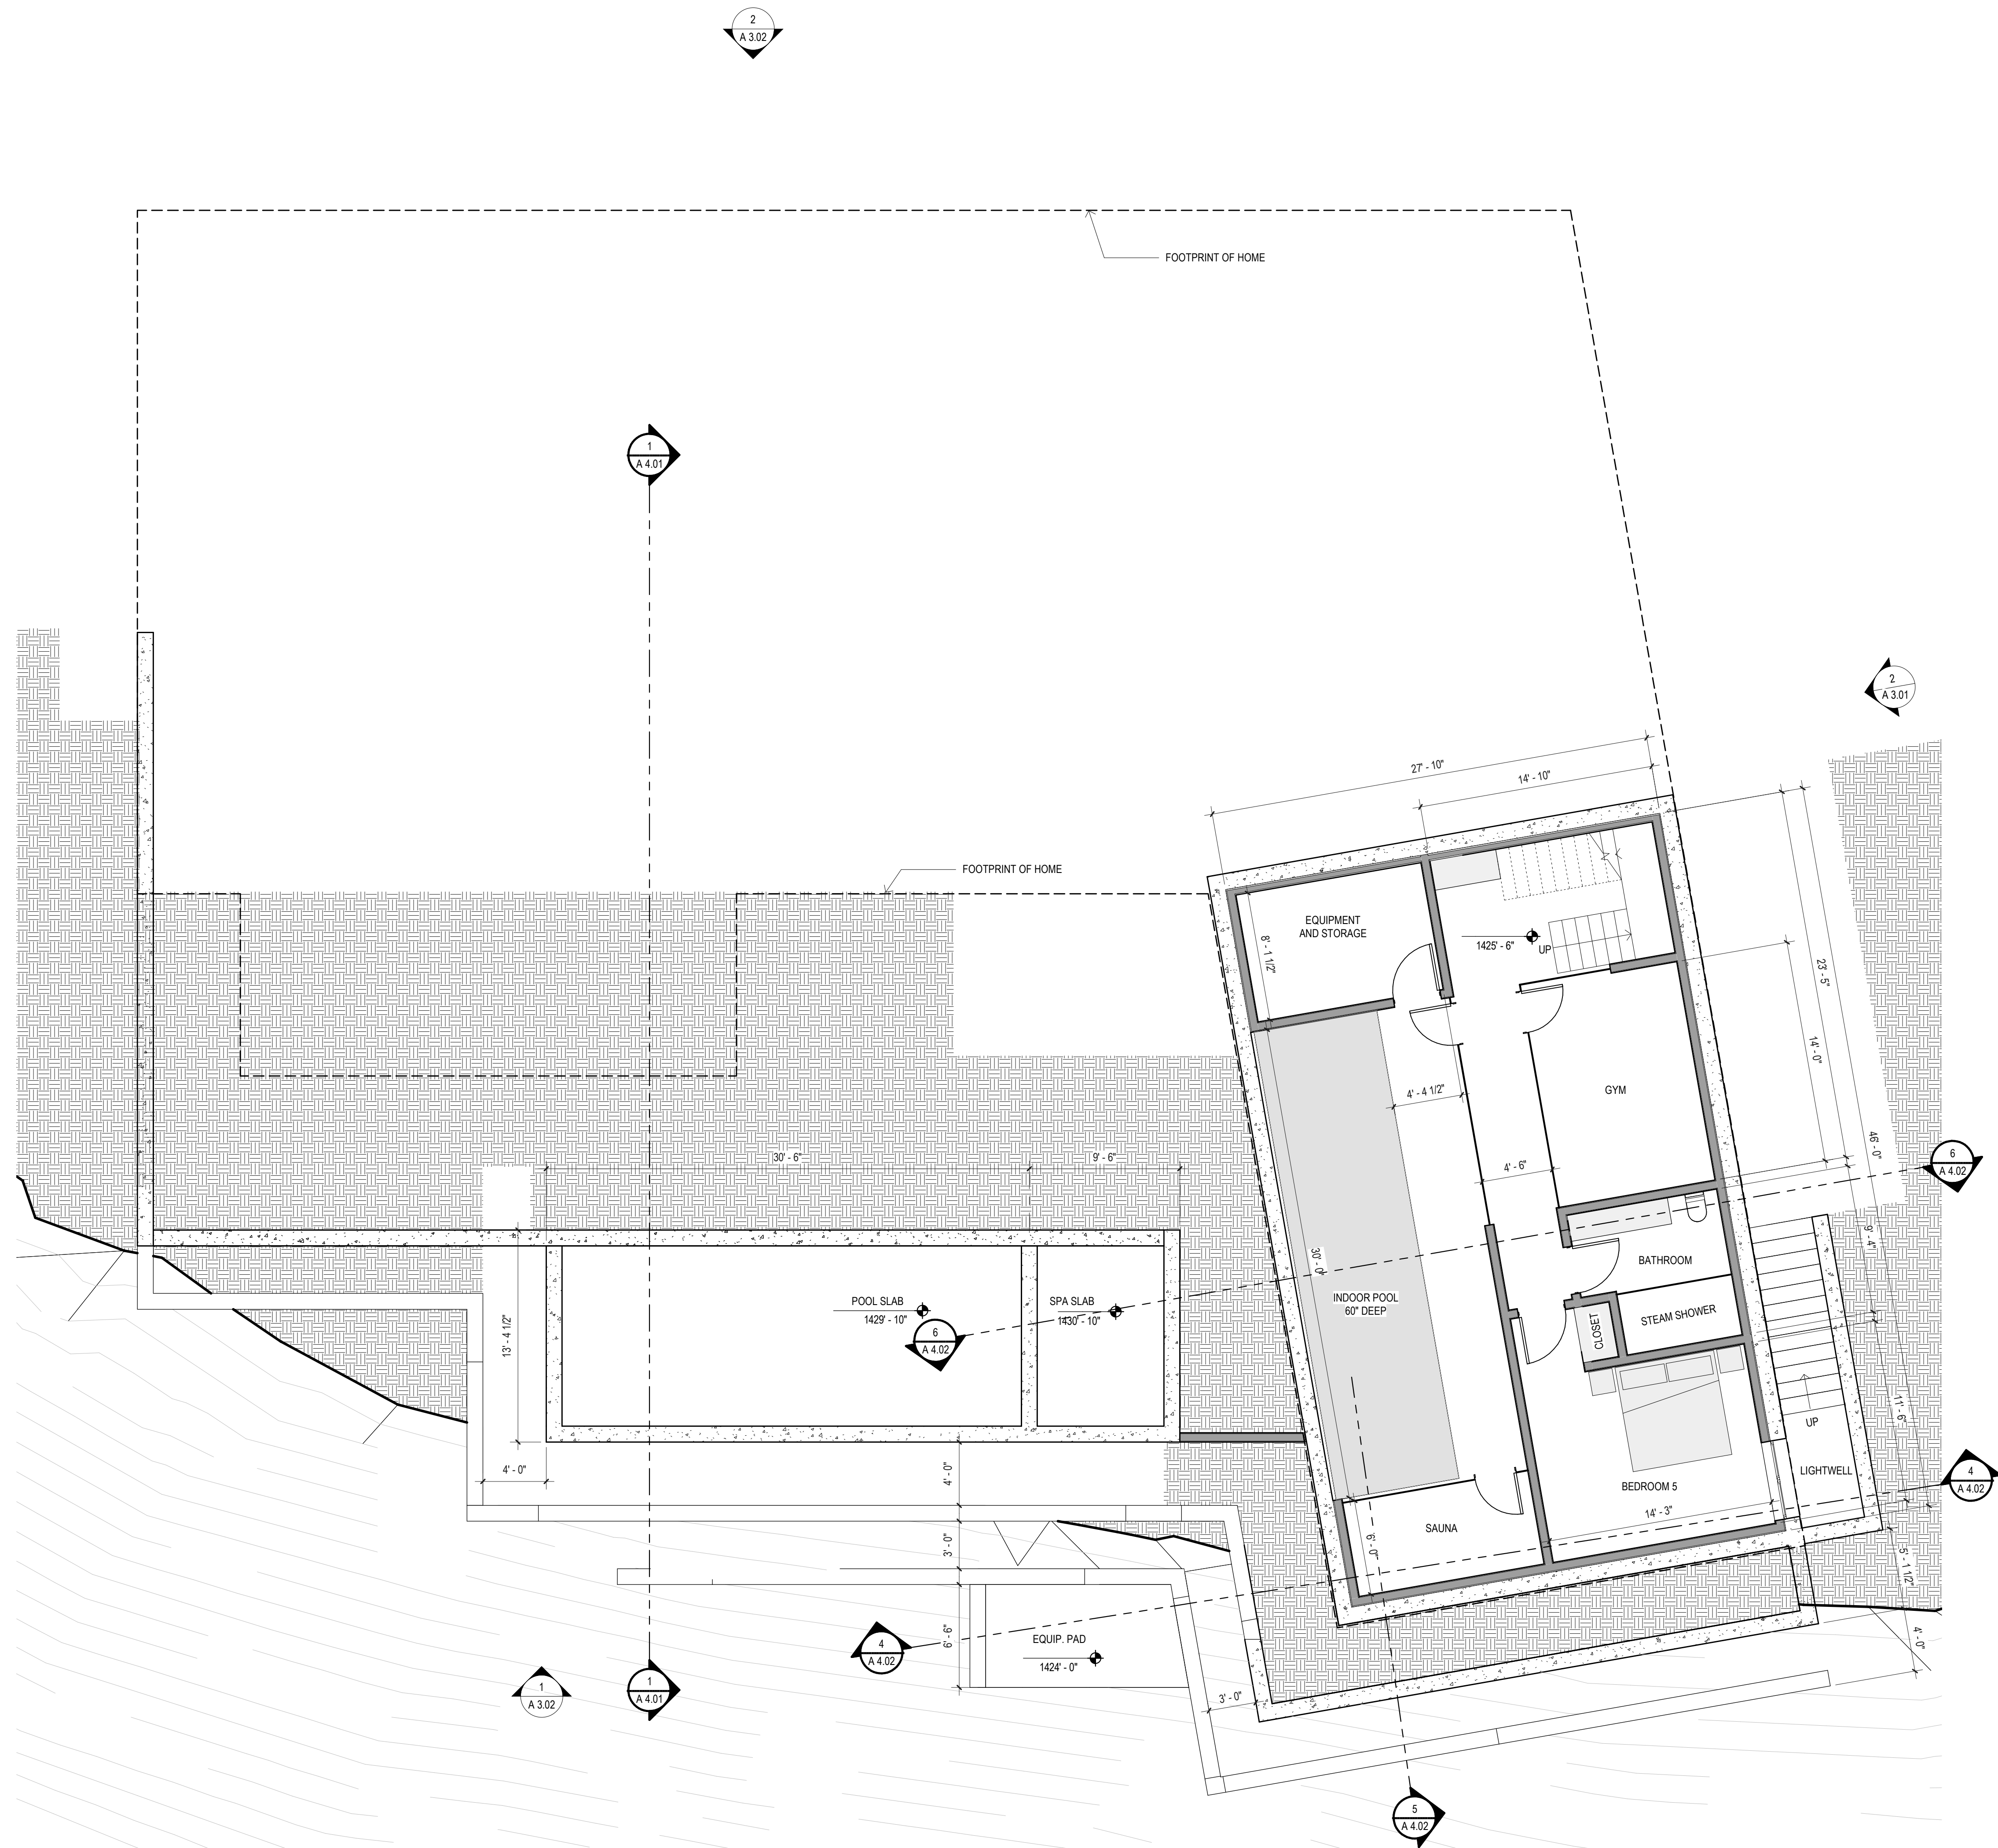 2
A 3.02
FOOTPRINT OF HOME
1
A 4.01
2
A 3.01
27' - 10"
14' - 10"
FOOTPRINT OF HOME
EQUIPMENT
AND STORAGE
8' - 1 1/2"
1425' - 6"
UP
23' - 5"
14' - 0"
46' - 0"
GYM
4' - 4 1/2"
4' - 6"
30' - 6"
9' - 6"
6
A 4.02
9' - 4"
BATHROOM
30' - 0"
INDOOR POOL
60" DEEP
STEAM SHOWER
CLOSET
POOL SLAB
1429' - 10"
SPA SLAB
1430' - 10"
6
A 4.02
13' - 4 1/2"
11' - 6"
UP
LIGHTWELL
4' - 0"
4' - 0"
BEDROOM 5
14' - 3"
4
A 4.02
SAUNA
6' - 0"
3' - 0"
5' - 1 1/2"
6' - 6"
EQUIP. PAD
1424' - 0"
4
A 4.02
4' - 0"
1
A 3.02
1
A 4.01
3' - 0"
5
A 4.02